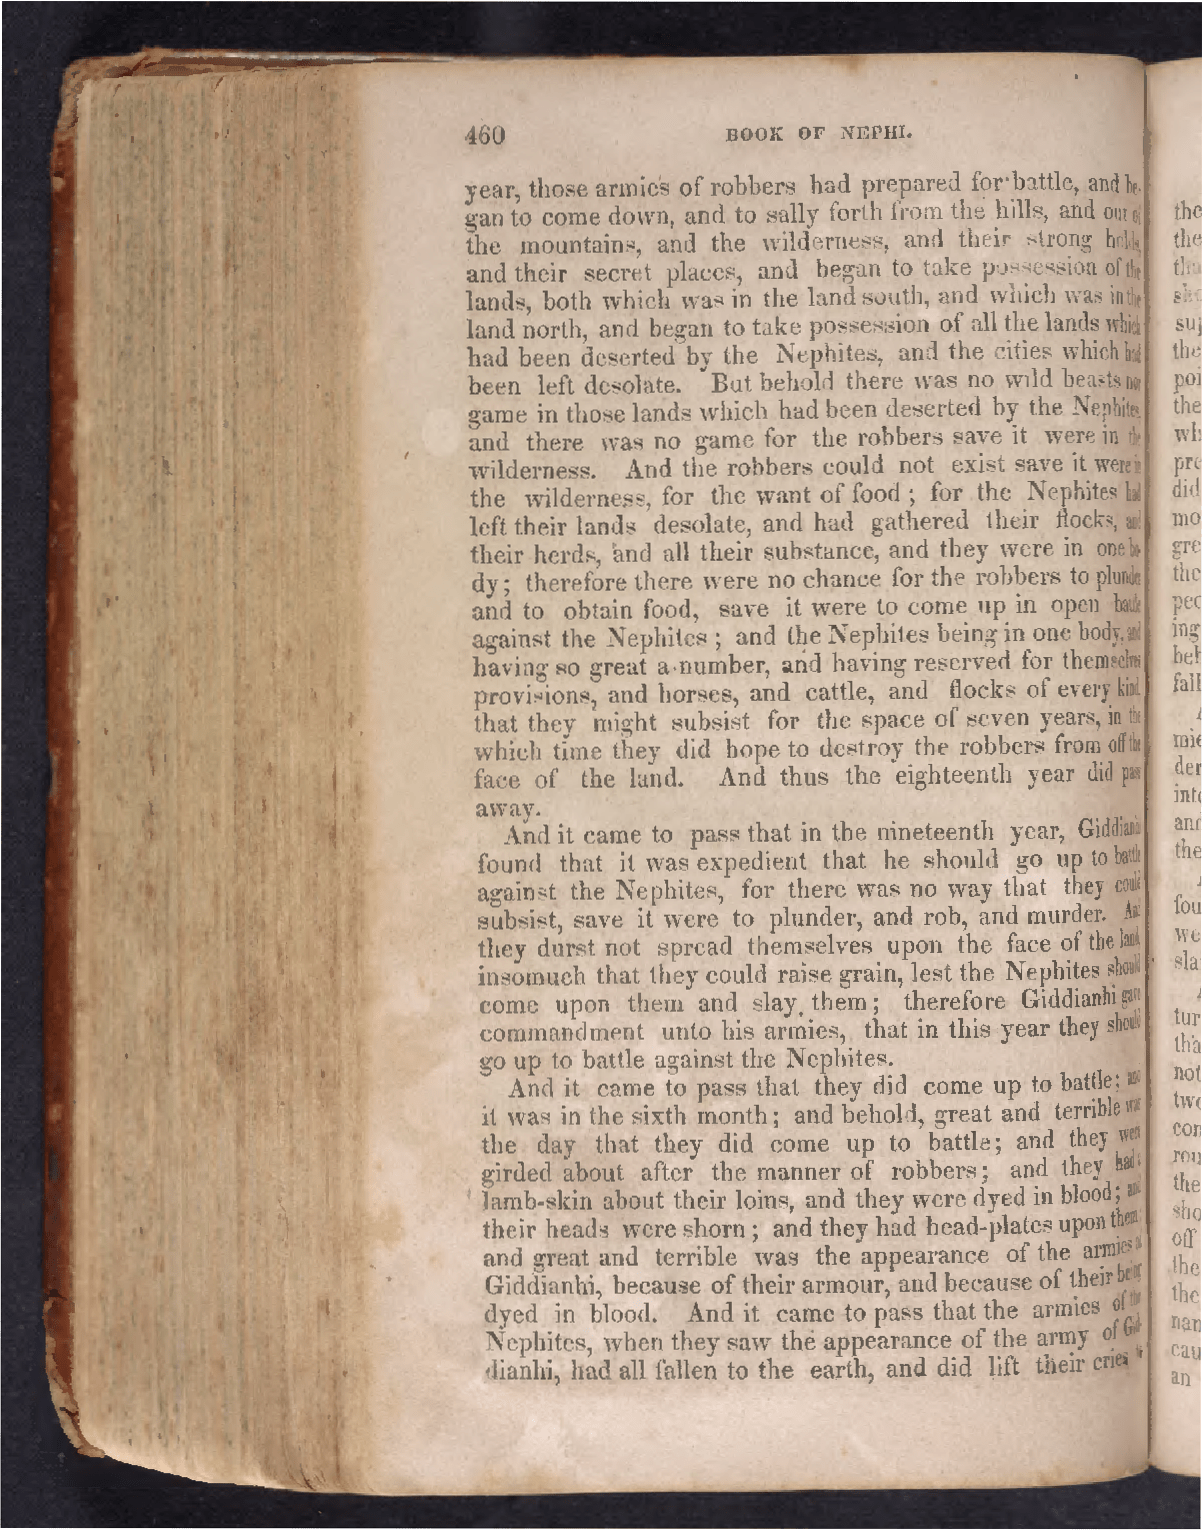 460 BOOK OF NEPHI.
year, those armies of robbers had prepared for battle, and be-
gan to come down, and to sally forth from the hills, and out of
the mountains, and the wilderness, and their strong holds,
and their secret places, and began to take possession of the
lands, both which was in the land south, and which was in the
land north, and began to take possession of all the lands which
had been deserted by the Nephites, and the cities which had
been left desolate. But behold there was no wild beasts nor
game in those lands which had been deserted by the Nephites,
and there was no game for the robbers save it were in the
wilderness. And the robbers could not exist save it were in
the wilderness, for the want of food ; for the Nephites had
left their lands desolate, and had gathered their flocks, and
their herds, and all their substance, and they were in one bo-
dy ; therefore there were no chance for the robbers to plunder
and to obtain food, save it were to come up in open battle
against the Nephites ; and the Nephites being in one body, and
having so great a number, and having reserved for themselves
provisions, and horses, and cattle, and flocks of every kind,
that they might subsist for the space of seven years, in the
which time they did hope to destroy the robbers from off the
face of the land. And thus the eighteenth year did pass
away.
And it came to pass that in the nineteenth year, Giddianhi
found that it was expedient that he should go up to battle
against the Nephites, for there was no way that they could
subsist, save it were to plunder, and rob, and murder. And
they durst not spread themselves upon the face of the land,
insomuch that they could raise grain, lest the Nephites should
come upon them and slay them ; therefore Giddianhi gave
commandment unto his armies, that in this year they should
go up to battle against the Nephites.
And it came to pass that they did come up to battle ; and
it was in the sixth month ; and behold, great and terrible was
the day that they did come up to battle ; and they were
girded about after the manner of robbers ; and they had a
lamb-skin about their loins, and they were dyed in blood ; and
their heads were shorn ; and they had head-plates upon them ;
and great and terrible was the appearance of the armies of
Giddianhi, because of their armour, and because of their being
dyed in blood. And it came to pass that the armies of the
Nephites, when they saw the appearance of the army of Gid-
dianhi, had all fallen to the earth, and did lift their cries